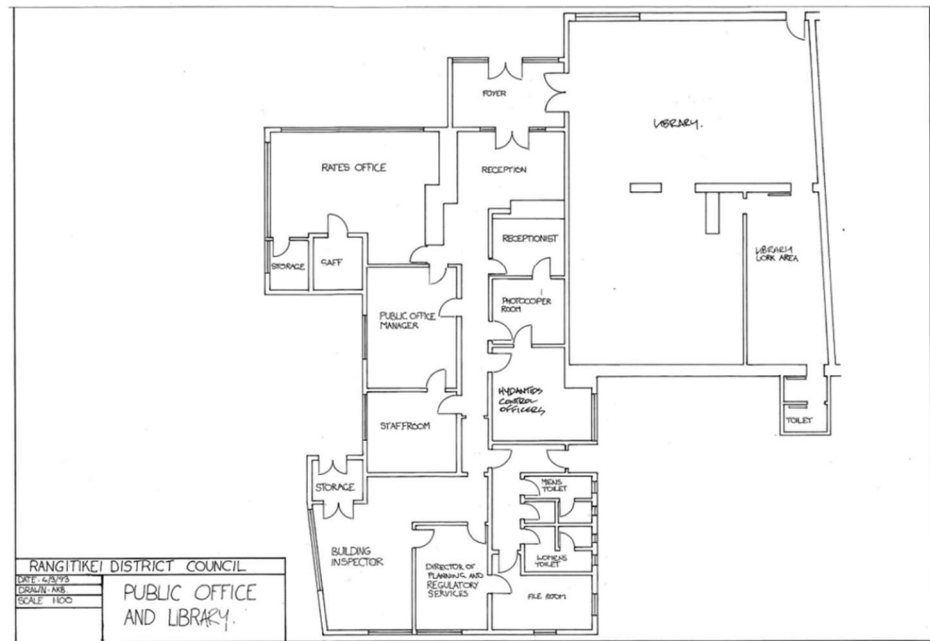 FOYER
LIBRARY.
RATES OFFICE
RECEPTION
RECEPTIONIST
LIBRARY
LORK AREA
STORAGE
SAFF
PHOTOCOPER
ROOM
PUBLIC OFFICE
MANAGER
HYDANTES
CONTROL
OFFICERS
TOILET
STAFFROOM
STORAGE
MENS
TOILET
BUILDING
INSPECTOR
DIRECTOR OF
PLANNING AND
REGULATORY
SERVICES
WOMENS
TOILET
FILE ROOM
RANGITIKEI DISTRICT COUNCIL
DATE: 4/3/93
DRAWN: AKB.
SCALE 1:100
PUBLIC OFFICE
AND LIBRARY.